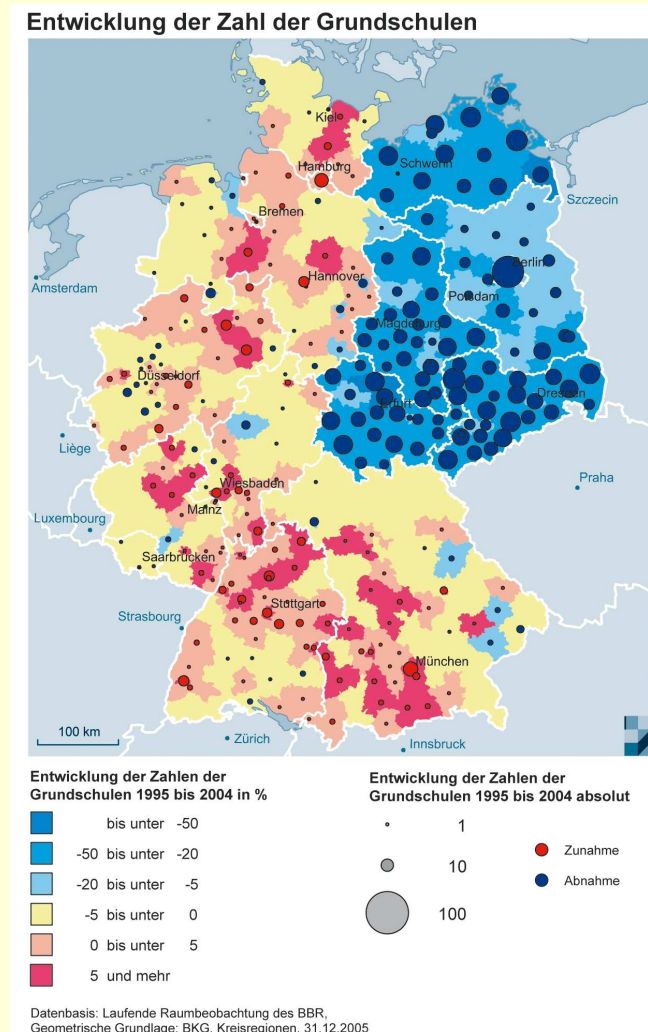 Entwicklung der Zahl der Grundschulen
Kiel
Hamburg
Schwerin
Szczecin
Bremen
Amsterdam
Hannover
Berlin
Potsdam
Magdeburg
Düsseldorf
Erfurt
Dresden
Liège
Wiesbaden
Praha
Mainz
Luxembourg
Saarbrücken
Stuttgart
Strasbourg
München
100 km
Zürich
Innsbruck
Entwicklung der Zahlen der
Grundschulen 1995 bis 2004 in %
bis unter -50
-50 bis unter -20
-20 bis unter -5
-5 bis unter 0
0 bis unter 5
5 und mehr
Entwicklung der Zahlen der
Grundschulen 1995 bis 2004 absolut
1
10
100
Zunahme
Abnahme
Datenbasis: Laufende Raumbeobachtung des BBR,
Geometrische Grundlage: BKG, Kreisregionen, 31.12.2005